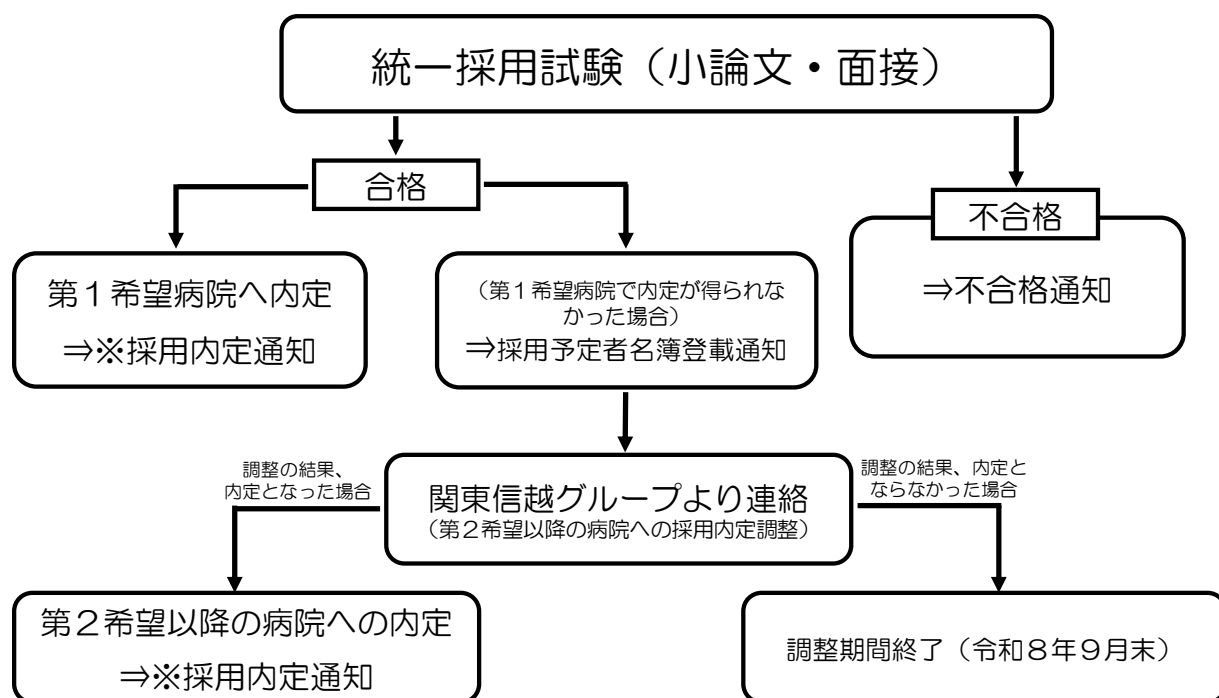 統一採用試験（小論文・面接）
合格
不合格
第１希望病院へ内定
⇒※採用内定通知
（第１希望病院で内定が得られな
かった場合）
⇒採用予定者名簿登載通知
⇒不合格通知
調整の結果、
内定となった場合
関東信越グループより連絡
（第２希望以降の病院への採用内定調整）
調整の結果、内定と
ならなかった場合
第２希望以降の病院への内定
⇒※採用内定通知
調整期間終了（令和８年９月末）